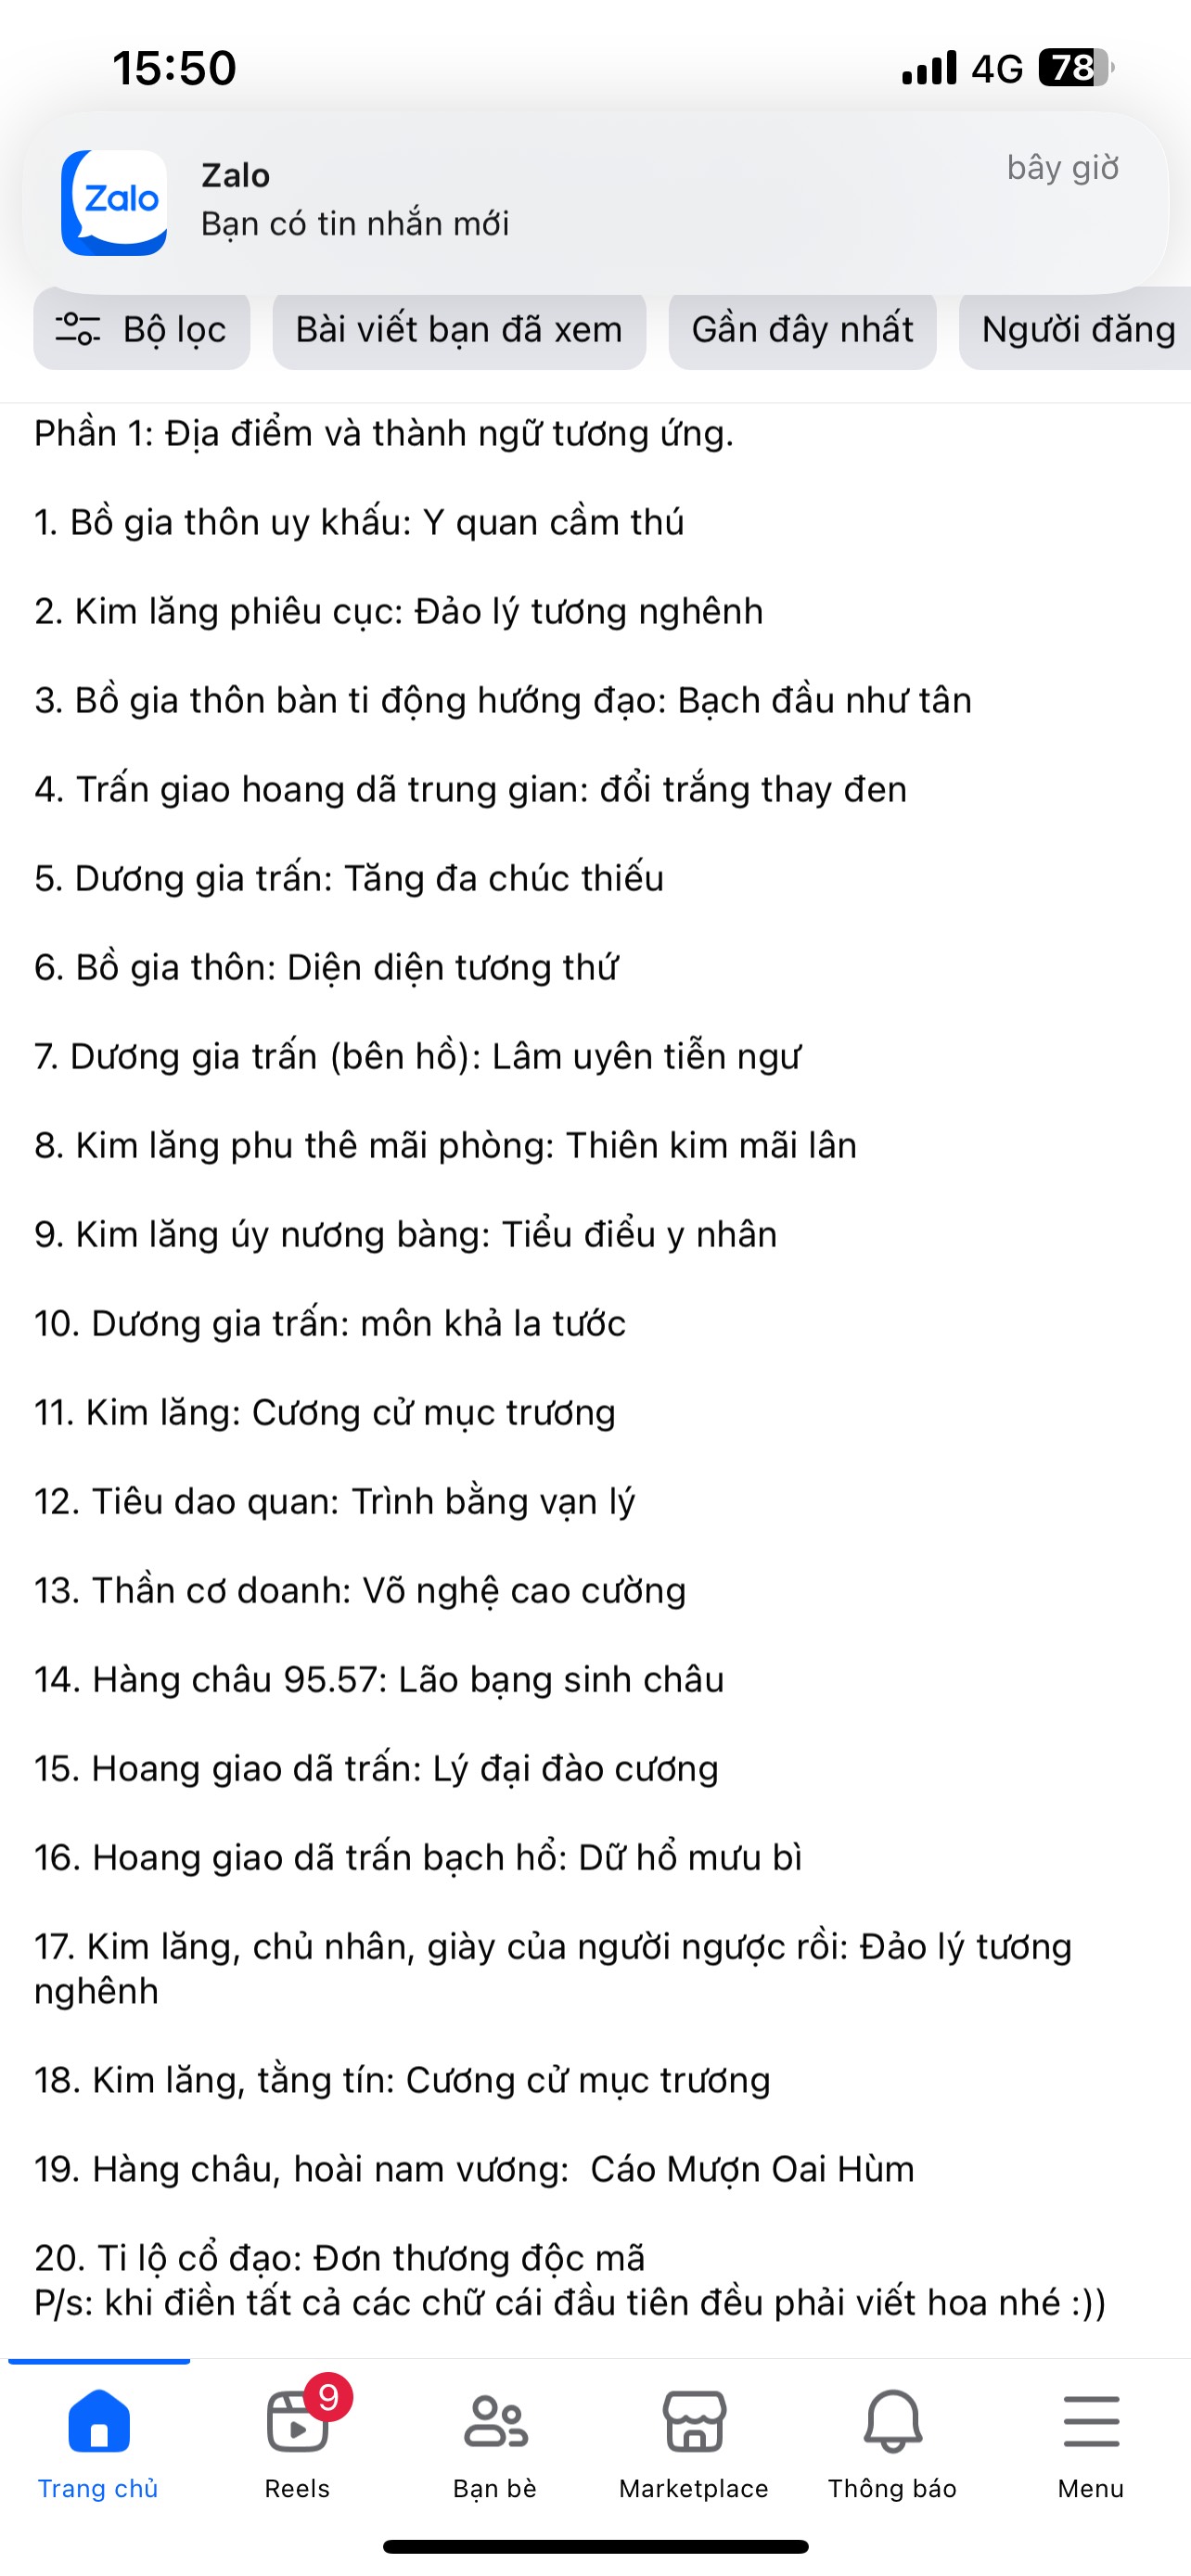 15:50
4G 78
Zalo
Zalo
bây giờ
Bạn có tin nhắn mới
Bộ lọc
Bài viết bạn đã xem
Gần đây nhất
Người đăng
Phần 1: Địa điểm và thành ngữ tương ứng.
1. Bồ gia thôn uy khấu: Y quan cầm thú
2. Kim lăng phiêu cục: Đảo lý tương nghênh
3. Bồ gia thôn bàn ti động hướng đạo: Bạch đầu như tân
4. Trấn giao hoang dã trung gian: đổi trắng thay đen
5. Dương gia trấn: Tăng đa chúc thiếu
6. Bồ gia thôn: Diện diện tương thứ
7. Dương gia trấn (bên hồ): Lâm uyên tiễn ngư
8. Kim lăng phu thê mãi phòng: Thiên kim mãi lân
9. Kim lăng úy nương bàng: Tiểu điểu y nhân
10. Dương gia trấn: môn khả la tước
11. Kim lăng: Cương cử mục trương
12. Tiêu dao quan: Trình bằng vạn lý
13. Thần cơ doanh: Võ nghệ cao cường
14. Hàng châu 95.57: Lão bạng sinh châu
15. Hoang giao dã trấn: Lý đại đào cương
16. Hoang giao dã trấn bạch hổ: Dữ hổ mưu bì
17. Kim lăng, chủ nhân, giày của người ngược rồi: Đảo lý tương
nghênh
18. Kim lăng, tằng tín: Cương cử mục trương
19. Hàng châu, hoài nam vương:  Cáo Mượn Oai Hùm
20. Ti lộ cổ đạo: Đơn thương độc mã
P/s: khi điền tất cả các chữ cái đầu tiên đều phải viết hoa nhé :))
9
Trang chủ
Reels
Bạn bè
Marketplace
Thông báo
Menu